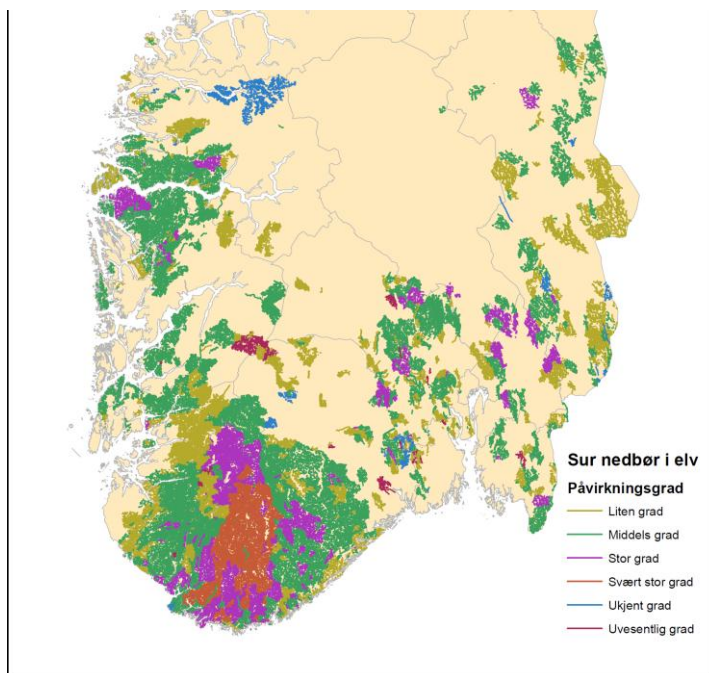 Sur nedbør i elv
Påvirkningsgrad
Liten grad
Middels grad
Stor grad
Svært stor grad
Ukjent grad
Uvesentlig grad